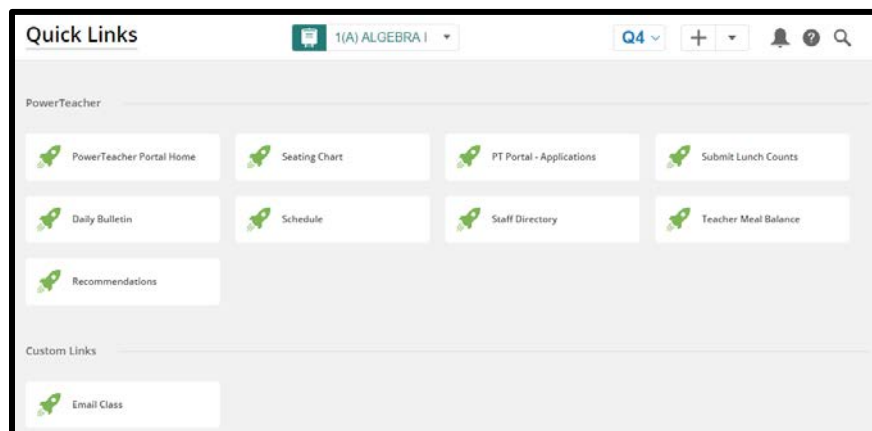 Quick Links 1(A) ALGEBRA I Q4
PowerTeacher
PowerTeacher Portal Home Seating Chart PT Portal - Applications Submit Lunch Counts
Daily Bulletin Schedule Staff Directory Teacher Meal Balance
Recommendations
Custom Links
Email Class